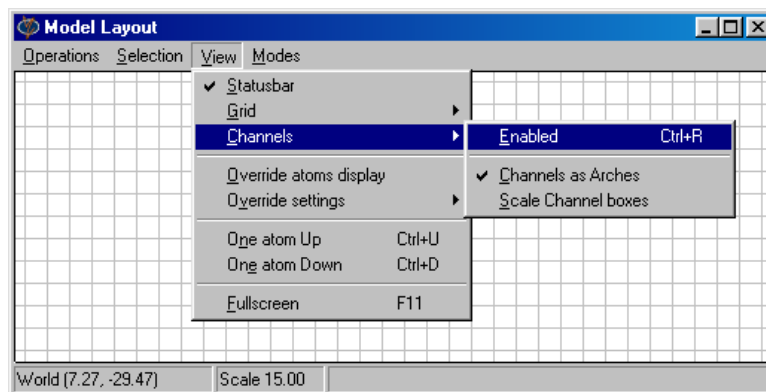 Model Layout
Operations Selection View Modes
Statusbar
Grid
Channels
Enabled Ctrl+R
Channels as Arches
Scale Channel boxes
Override atoms display
Override settings
One atom Up Ctrl+U
One atom Down Ctrl+D
Fullscreen F11
World (7.27, -29.47) Scale 15.00